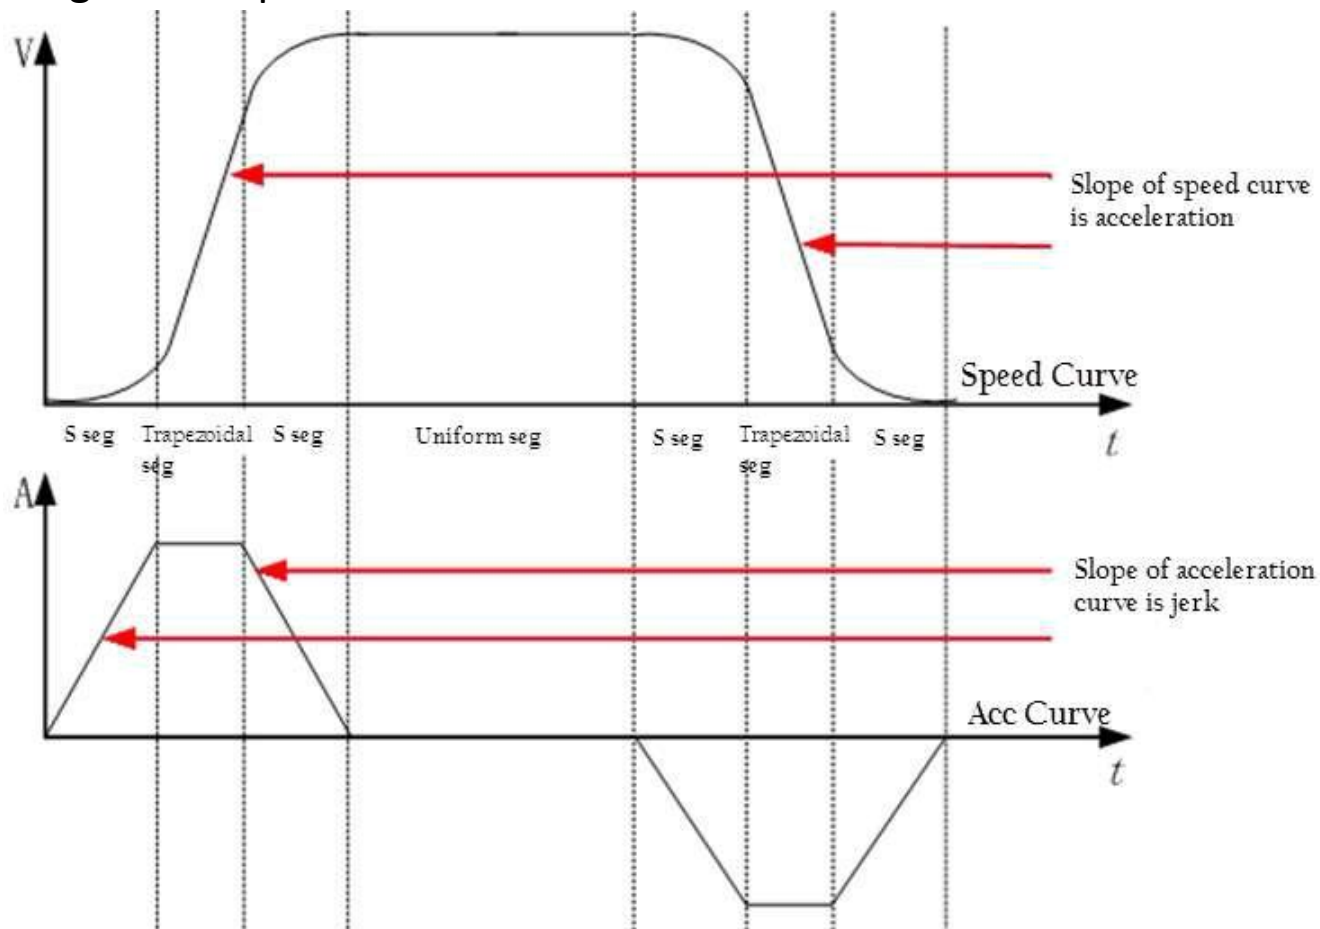 V
Slope of speed curve
is acceleration
Speed Curve
S seg Trapezoidal S seg Uniform seg S seg Trapezoidal S seg
seg seg
t
A
Slope of acceleration
curve is jerk
Acc Curve
t